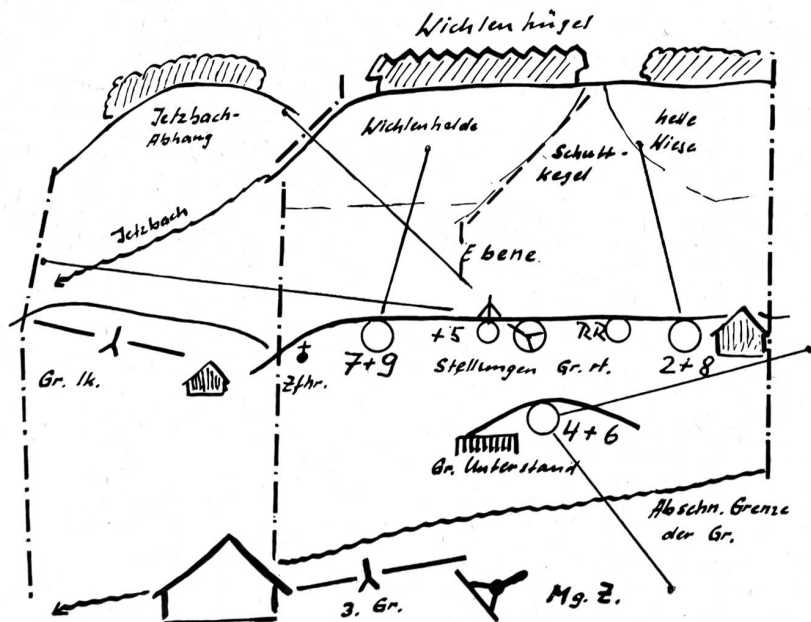 Wichlenhügel
Jetzbach-
Abhang
Wichlenhalde
helle
Wiese
Schutt-
kegel
Jetzbach
Ebene
Gr. lk.
Zfhr.
7+9
+5
Stellungen Gr. rt.
RR
2+8
4+6
Gr. Unterstand
Abschn. Grenze
der Gr.
3. Gr.
Mg. Z.